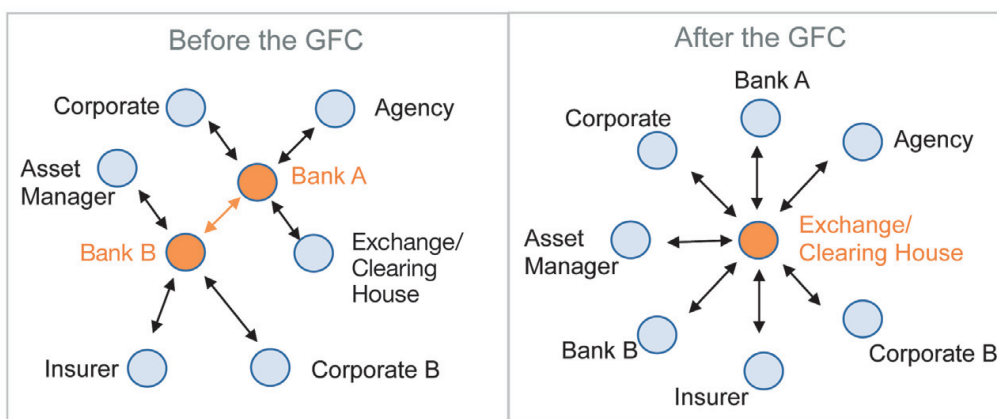 Before the GFC
Corporate
Agency
Asset
Manager
Bank A
Bank B
Exchange/
Clearing
House
Insurer
Corporate B
After the GFC
Bank A
Corporate
Agency
Asset
Manager
Exchange/
Clearing House
Bank B
Corporate B
Insurer